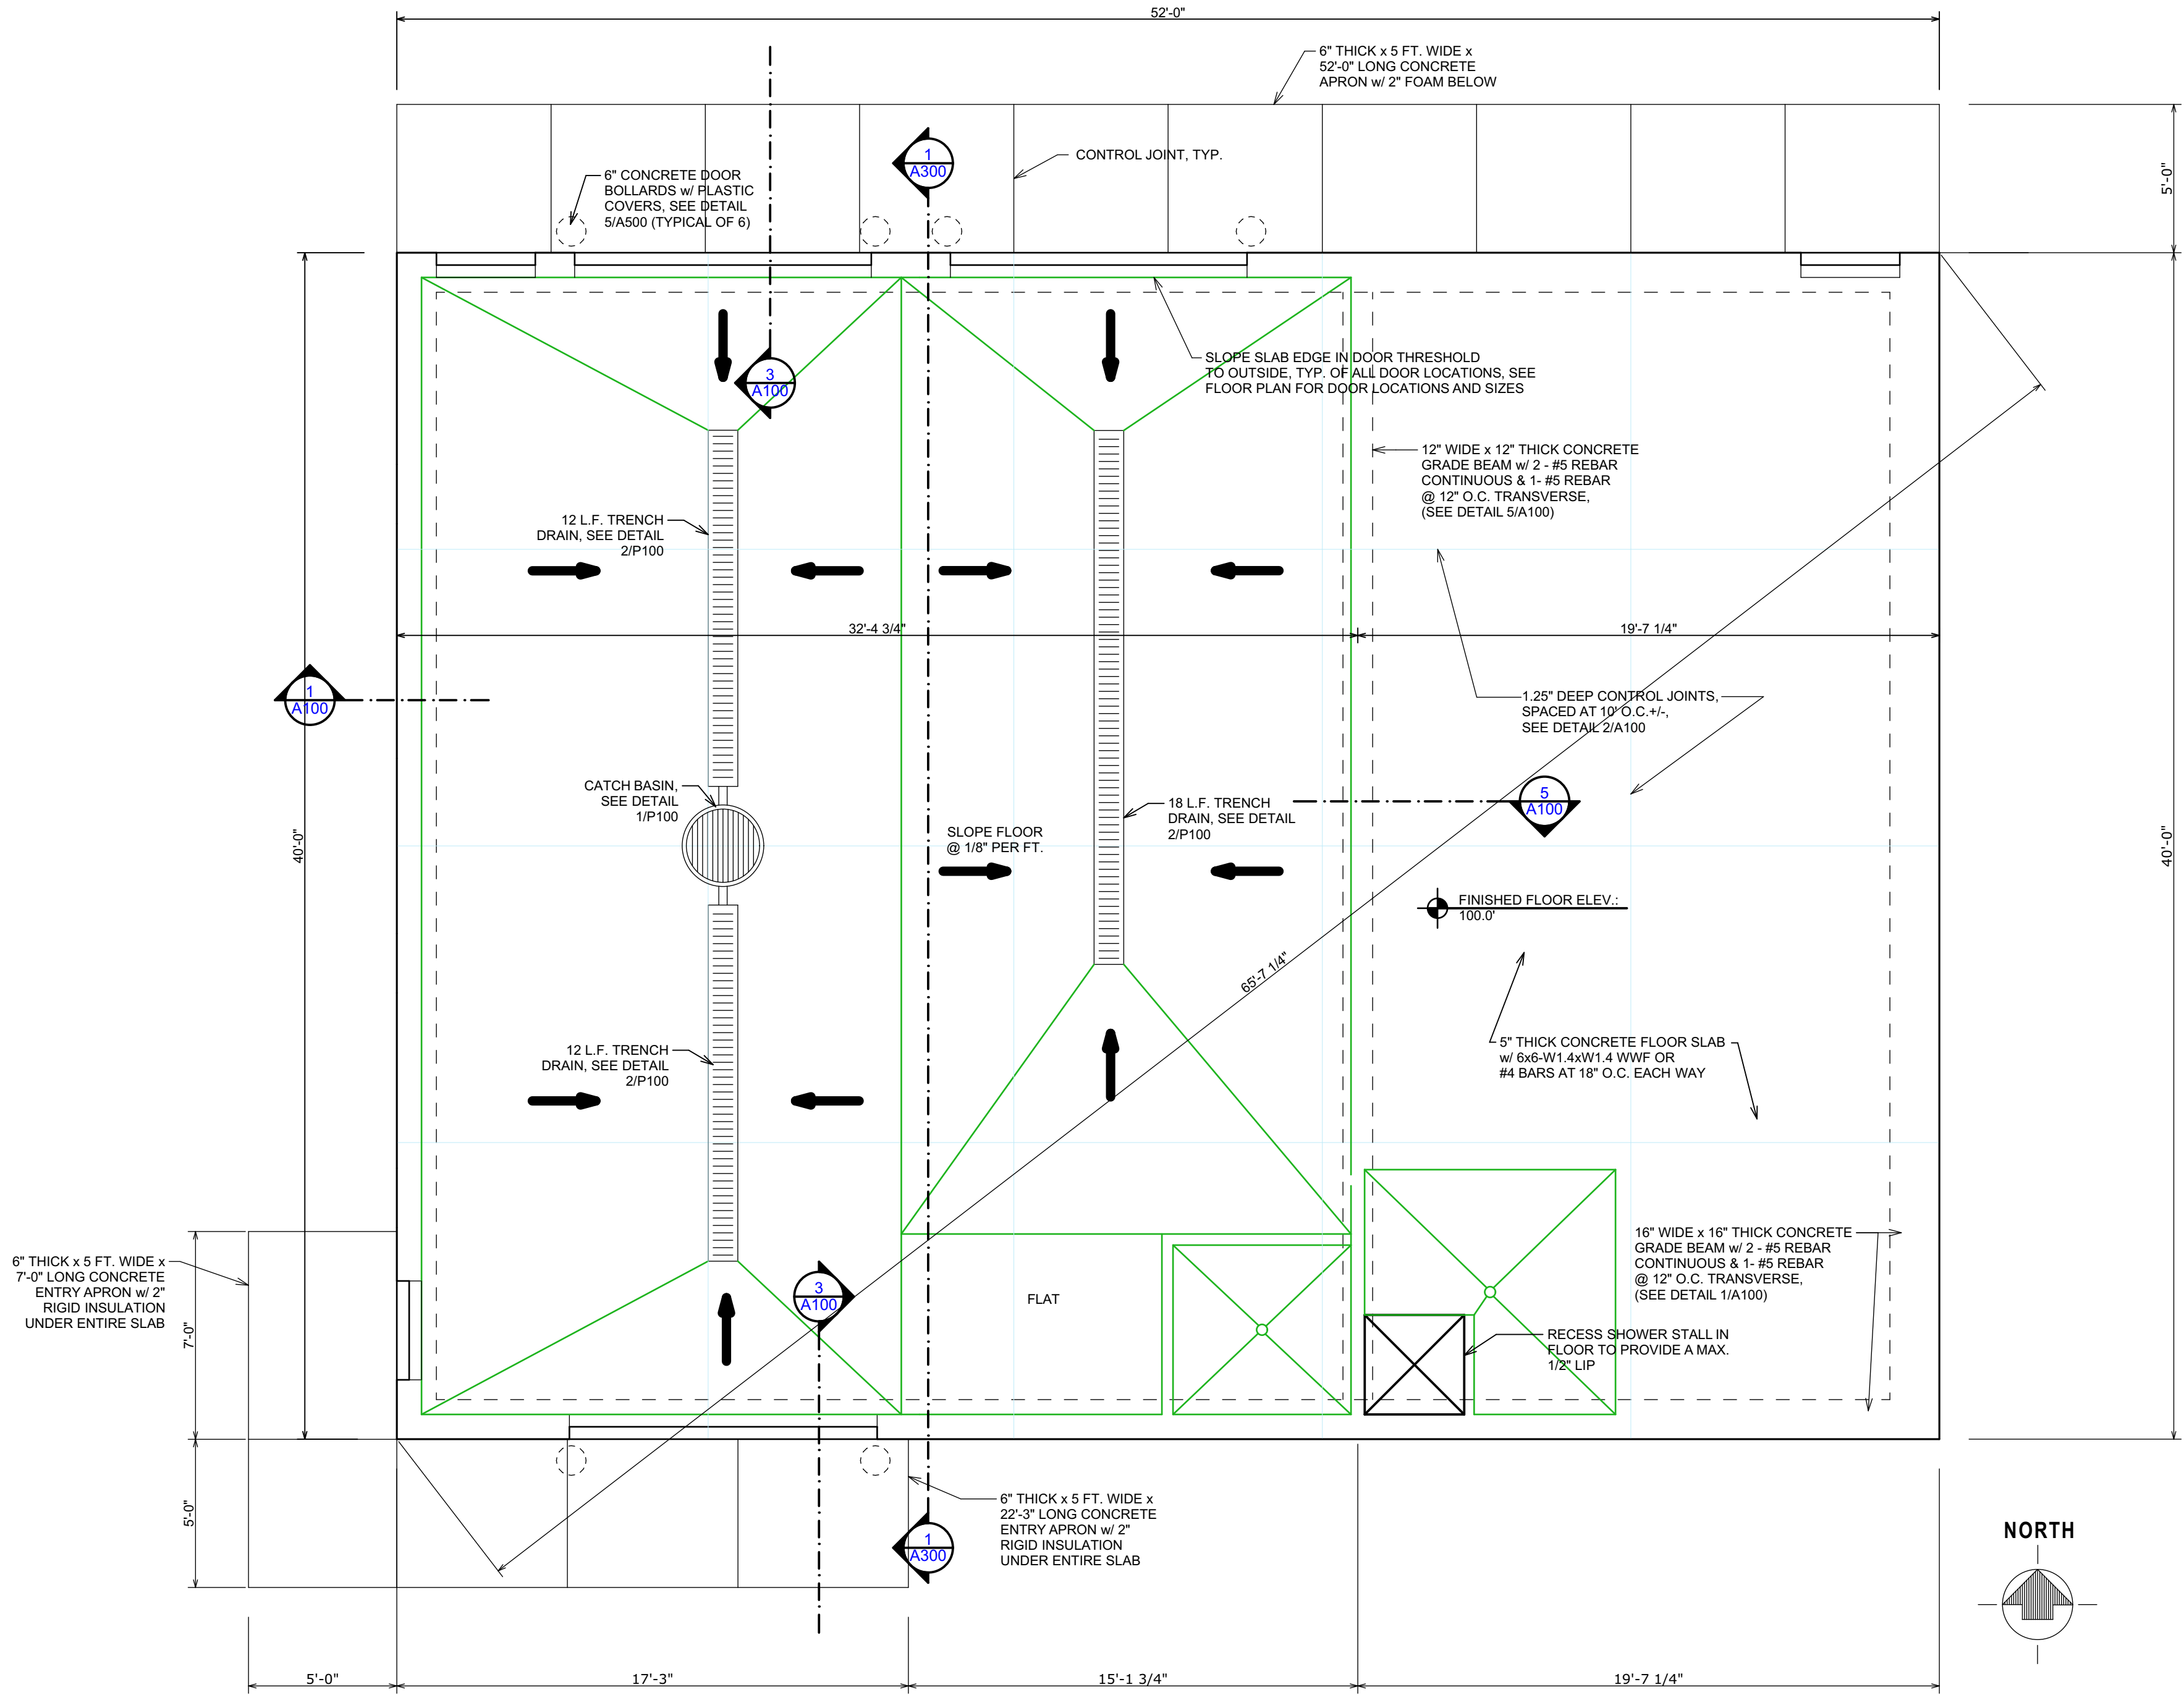 52'-0"
6" THICK x 5 FT. WIDE x
52'-0" LONG CONCRETE
APRON w/ 2" FOAM BELOW
5'-0"
CONTROL JOINT, TYP.
1
A300
6" CONCRETE DOOR
BOLLARDS w/ PLASTIC
COVERS, SEE DETAIL
5/A500 (TYPICAL OF 6)
SLOPE SLAB EDGE IN DOOR THRESHOLD
TO OUTSIDE, TYP. OF ALL DOOR LOCATIONS, SEE
FLOOR PLAN FOR DOOR LOCATIONS AND SIZES
3
A100
12" WIDE x 12" THICK CONCRETE
GRADE BEAM w/ 2 - #5 REBAR
CONTINUOUS & 1- #5 REBAR
@ 12" O.C. TRANSVERSE,
(SEE DETAIL 5/A100)
12 L.F. TRENCH
DRAIN, SEE DETAIL
2/P100
32'-4 3/4"
19'-7 1/4"
1
A100
1.25" DEEP CONTROL JOINTS,
SPACED AT 10' O.C.+/-,
SEE DETAIL 2/A100
CATCH BASIN,
SEE DETAIL
1/P100
18 L.F. TRENCH
DRAIN, SEE DETAIL
2/P100
5
A100
SLOPE FLOOR
@ 1/8" PER FT.
40'-0"
40'-0"
FINISHED FLOOR ELEV.:
100.0'
65'-7 1/4"
12 L.F. TRENCH
DRAIN, SEE DETAIL
2/P100
5" THICK CONCRETE FLOOR SLAB
w/ 6x6-W1.4xW1.4 WWF OR
#4 BARS AT 18" O.C. EACH WAY
6" THICK x 5 FT. WIDE x
7'-0" LONG CONCRETE
ENTRY APRON w/ 2"
RIGID INSULATION
UNDER ENTIRE SLAB
7'-0"
3
A100
FLAT
16" WIDE x 16" THICK CONCRETE
GRADE BEAM w/ 2 - #5 REBAR
CONTINUOUS & 1- #5 REBAR
@ 12" O.C. TRANSVERSE,
(SEE DETAIL 1/A100)
RECESS SHOWER STALL IN
FLOOR TO PROVIDE A MAX.
1/2" LIP
5'-0"
6" THICK x 5 FT. WIDE x
22'-3" LONG CONCRETE
ENTRY APRON w/ 2"
RIGID INSULATION
UNDER ENTIRE SLAB
1
A300
NORTH
5'-0"
17'-3"
15'-1 3/4"
19'-7 1/4"